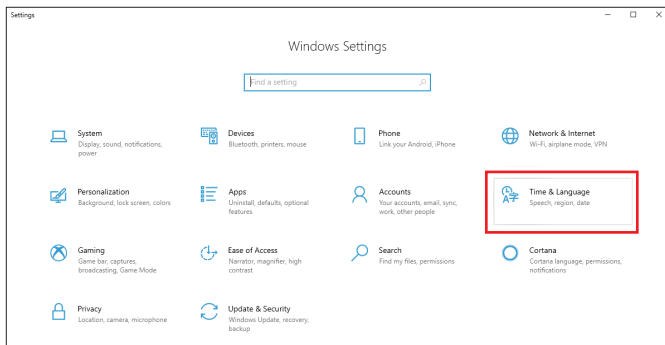 Settings
Windows Settings
Find a setting
System
Display, sound, notifications,
power
Devices
Bluetooth, printers, mouse
Phone
Link your Android, iPhone
Network & Internet
Wi-Fi, airplane mode, VPN
Personalization
Background, lock screen, colors
Apps
Uninstall, defaults, optional
features
Accounts
Your accounts, email, sync,
work, other people
Time & Language
Speech, region, date
Gaming
Game bar, captures,
broadcasting, Game Mode
Ease of Access
Narrator, magnifier, high
contrast
Search
Find my files, permissions
Cortana
Cortana language, permissions,
notifications
Privacy
Location, camera, microphone
Update & Security
Windows Update, recovery,
backup